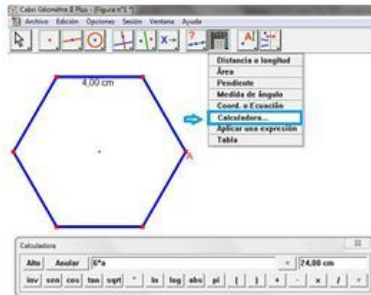 Cabri Géomètre II Plus - [Figura nº1 *]
Archivo Edición Opciones Sesión Ventana Ayuda
Distancia o longitud
Área
Pendiente
Medida de ángulo
Coord. o Ecuación
Calculadora...
Aplicar una expresión
Tabla
4,00 cm
A
Calculadora
Alto Anular 6*a = 24,00 cm
inv sen cos tan sqrt ^ ln log abs pi ( ) + - x / =